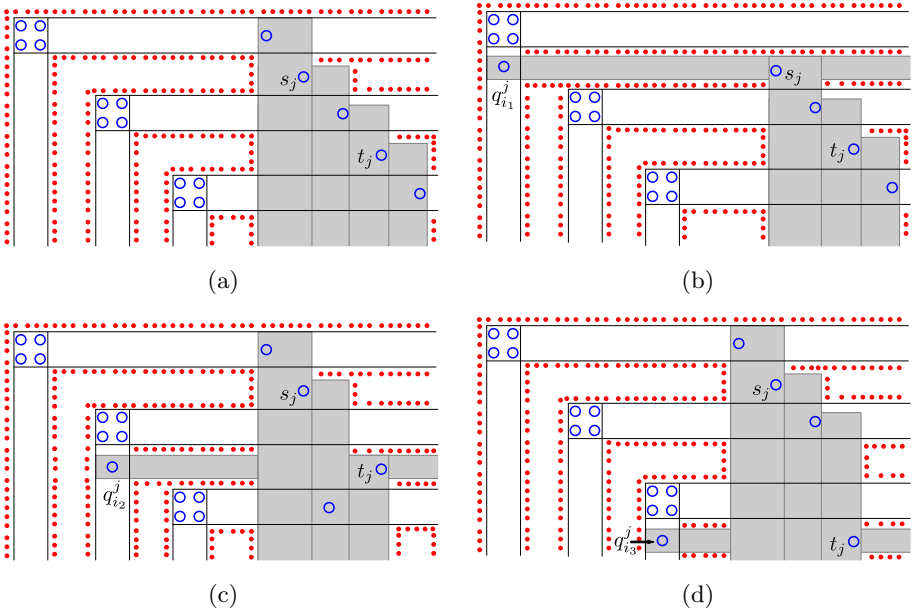 s_j
t_j
(a)
q^j_{i_1}
s_j
t_j
(b)
s_j
t_j
q^j_{i_2}
(c)
s_j
q^j_{i_3}
t_j
(d)